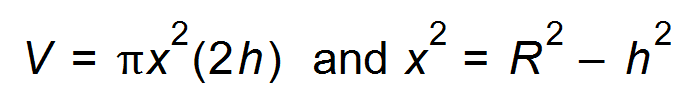 V = πx²(2h) and x² = R² – h²